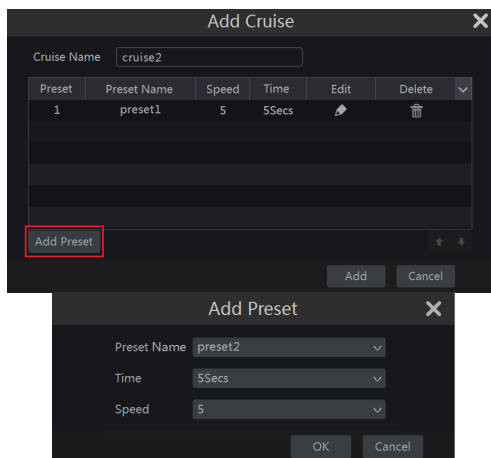 Add Cruise
Cruise Name cruise2
Preset Preset Name Speed Time Edit Delete
1 preset1 5 5Secs
Add Preset
Add Cancel
Add Preset
Preset Name preset2
Time 5Secs
Speed 5
OK Cancel